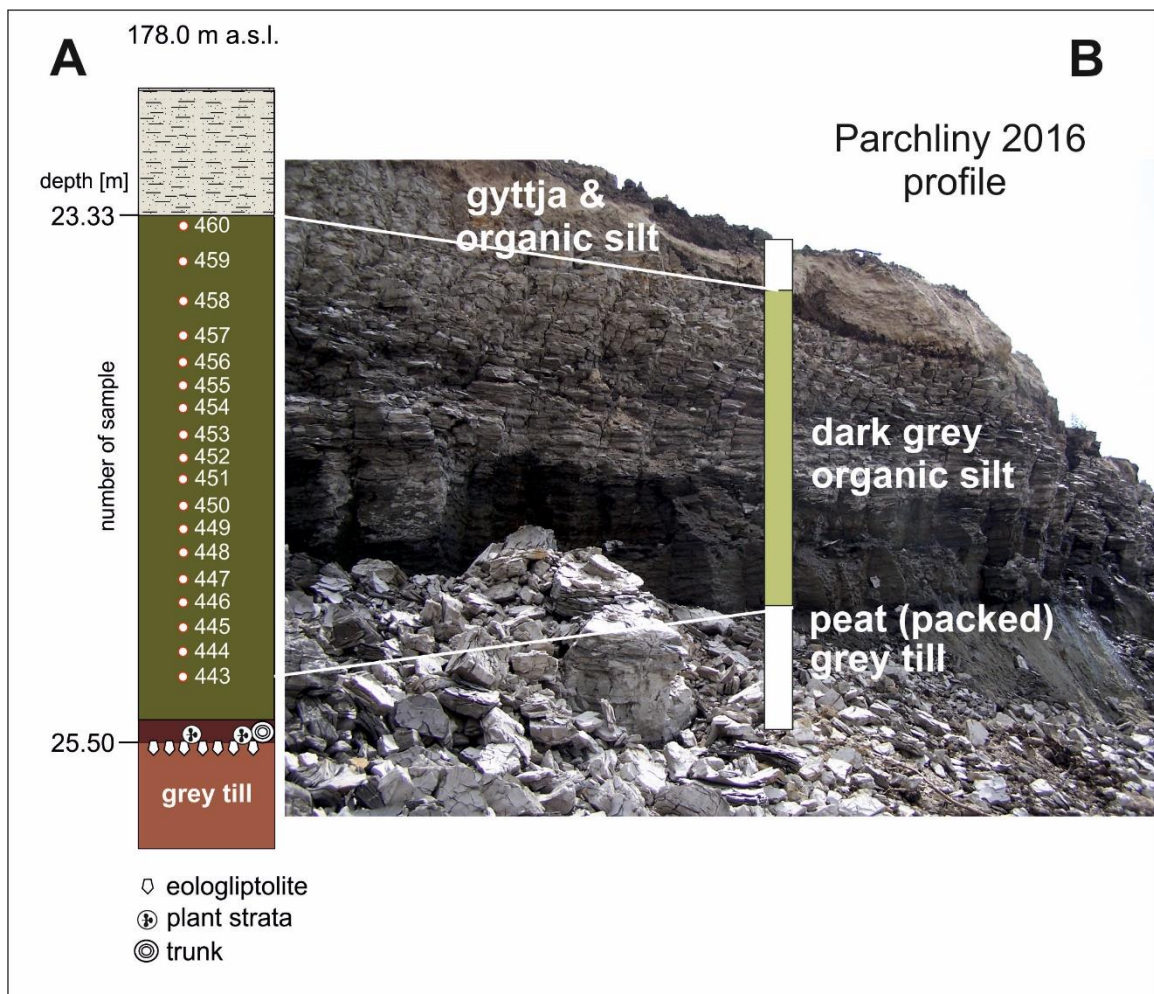 178.0 m a.s.l.
A
B
Parchliny 2016
profile
depth [m]
23.33
number of sample
460
459
458
457
456
455
454
453
452
451
450
449
448
447
446
445
444
443
25.50
grey till
gyttja &
organic silt
dark grey
organic silt
peat (packed)
grey till
eologliptolite
plant strata
trunk